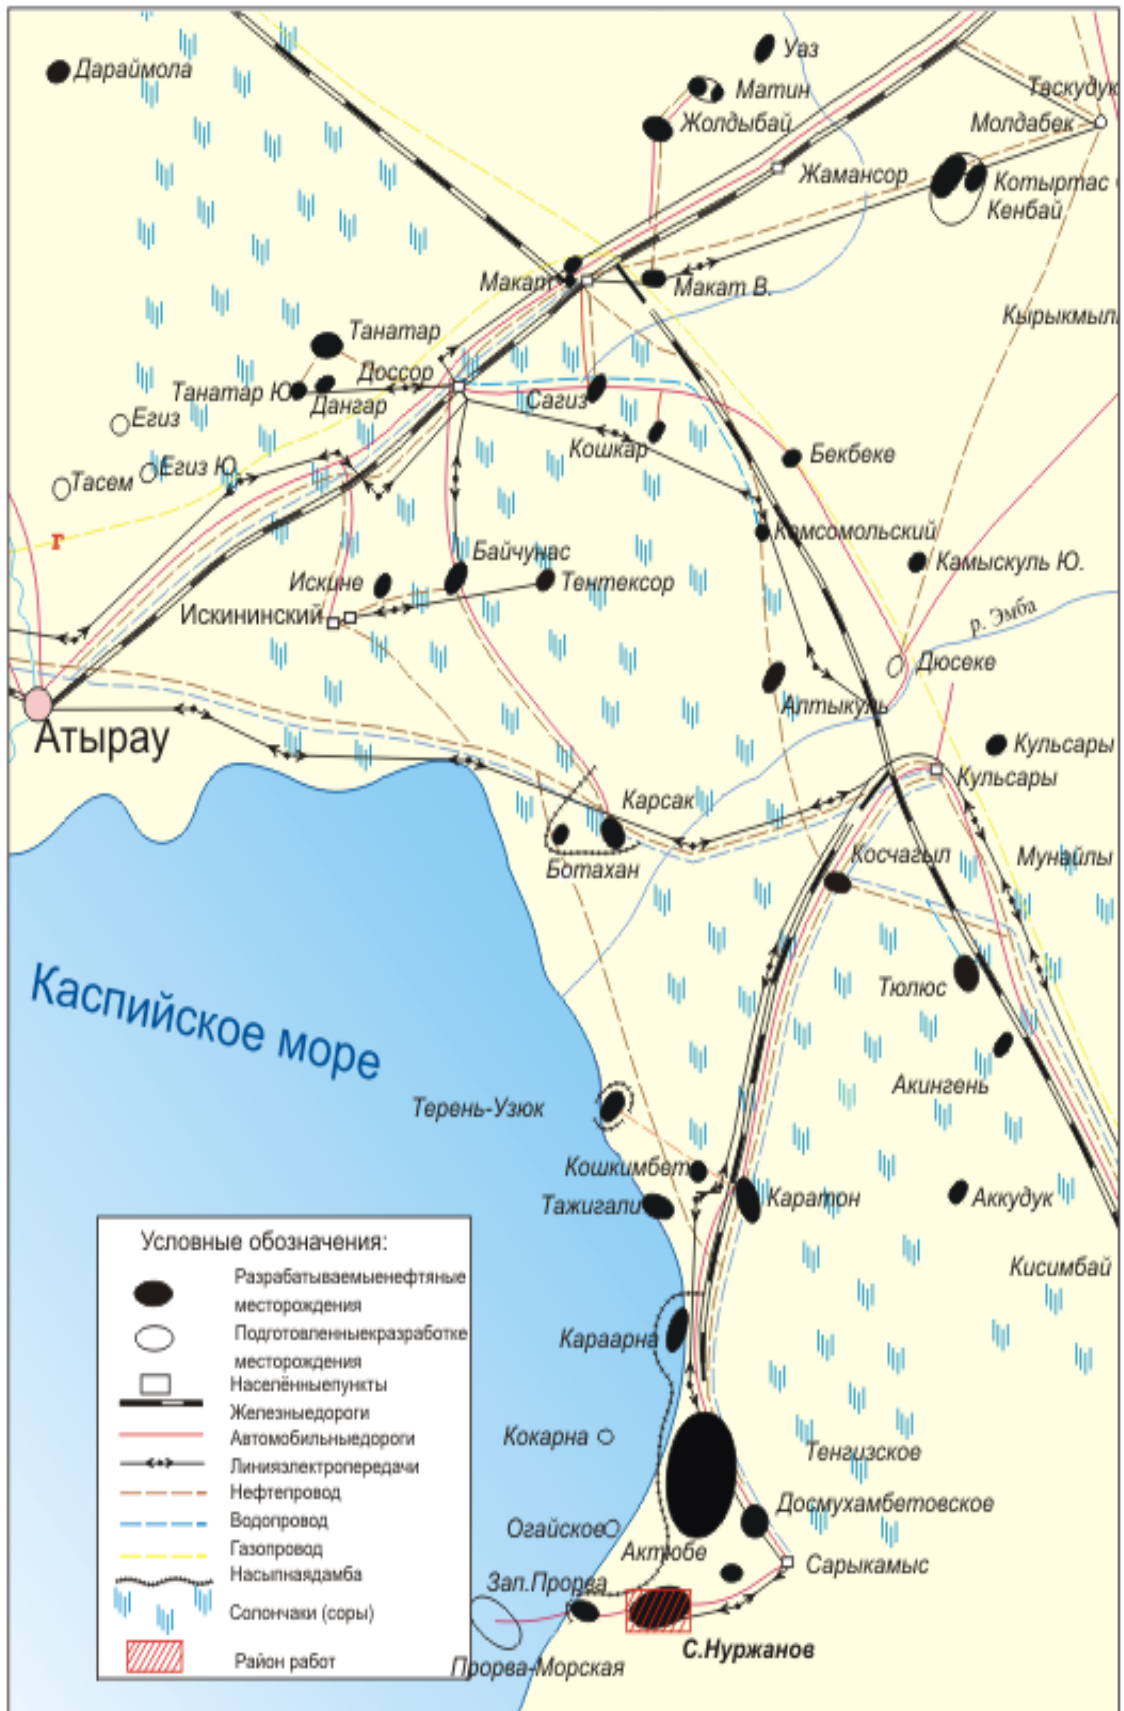 Уаз
Дараймола
Матин
Таскудук
Жолдыбай
Молдабек
Жамансор
Котыртас
Кенбай
Макат
Макат В.
Кырыкмыл
Танатар
Доссор
Танатар Ю
Дангар
Сагиз
Егиз
Кошкар
Бекбеке
Егиз Ю.
Тасем
Г
Комсомольский
Байчунас
Камыскуль Ю.
Искине
Тентексор
Искининский
р. Эмба
Дюсеке
Алтыкуль
Атырау
Кульсары
Кульсары
Карсак
Косчагыл
Мунайлы
Ботахан
Каспийское море
Тюлюс
Акингень
Терень-Узюк
Кошкимбет
Тажигали
Каратон
Аккудук
Кисимбай
Караарна
Кокарна
Тенгизское
Досмухамбетовское
Огайское
Актюбе
Сарыкамыс
Зап.Прорва
С.Нуржанов
Прорва-Морская
Условные обозначения:
Разрабатываемыенефтяные
месторождения
Подготовленныекразработке
месторождения
Населённыепункты
Железныедороги
Автомобильныедороги
Линияэлектропередачи
Нефтепровод
Водопровод
Газопровод
Насыпнаядамба
Солончаки (соры)
Район работ